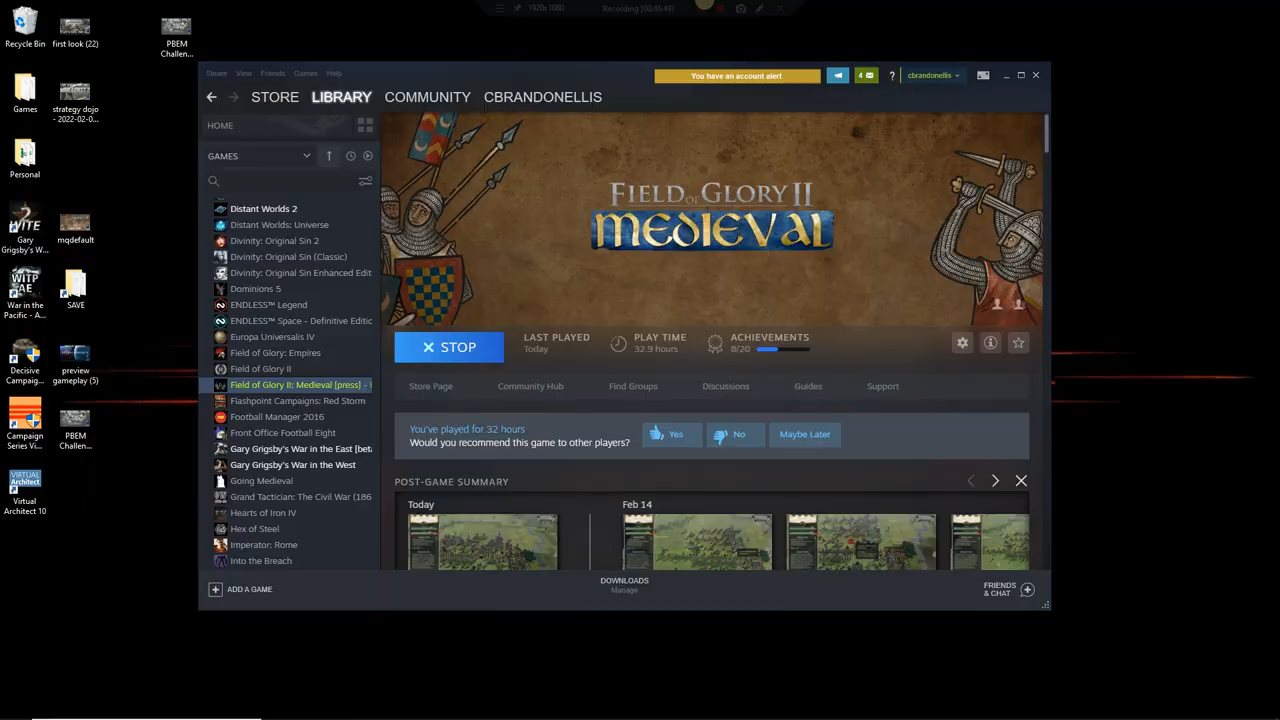 1920x1080
Recording [00:46:49]
Recycle Bin
first look (22)
PBEM
Challen...
Games
strategy dojo
- 2022-02-0...
Personal
Gary
Grigsby's W...
mqdefault
War in the
Pacific - A...
SAVE
Decisive
Campaig...
preview
gameplay (5)
Campaign
Series Vi...
PBEM
Challen...
Virtual
Architect 10
Steam View Friends Games Help
You have an account alert!
4
?
cbrandonellis
STORE LIBRARY COMMUNITY CBRANDONELLIS
HOME
GAMES
Distant Worlds 2
Distant Worlds: Universe
Divinity: Original Sin 2
Divinity: Original Sin (Classic)
Divinity: Original Sin Enhanced Edit
Dominions 5
ENDLESS™ Legend
ENDLESS™ Space - Definitive Editic
Europa Universalis IV
Field of Glory: Empires
Field of Glory II
Field of Glory II: Medieval [press] -
Flashpoint Campaigns: Red Storm
Football Manager 2016
Front Office Football Eight
Gary Grigsby's War in the East [beta
Gary Grigsby's War in the West
Going Medieval
Grand Tactician: The Civil War (186
Hearts of Iron IV
Hex of Steel
Imperator: Rome
Into the Breach
ADD A GAME
FIELD OF GLORY II
MEDIEVAL
STOP
LAST PLAYED
Today
PLAY TIME
32.9 hours
ACHIEVEMENTS
8/20
Store Page Community Hub Find Groups Discussions Guides Support
You've played for 32 hours
Would you recommend this game to other players?
Yes
No
Maybe Later
POST-GAME SUMMARY
Today
Feb 14
DOWNLOADS
Manage
FRIENDS
& CHAT